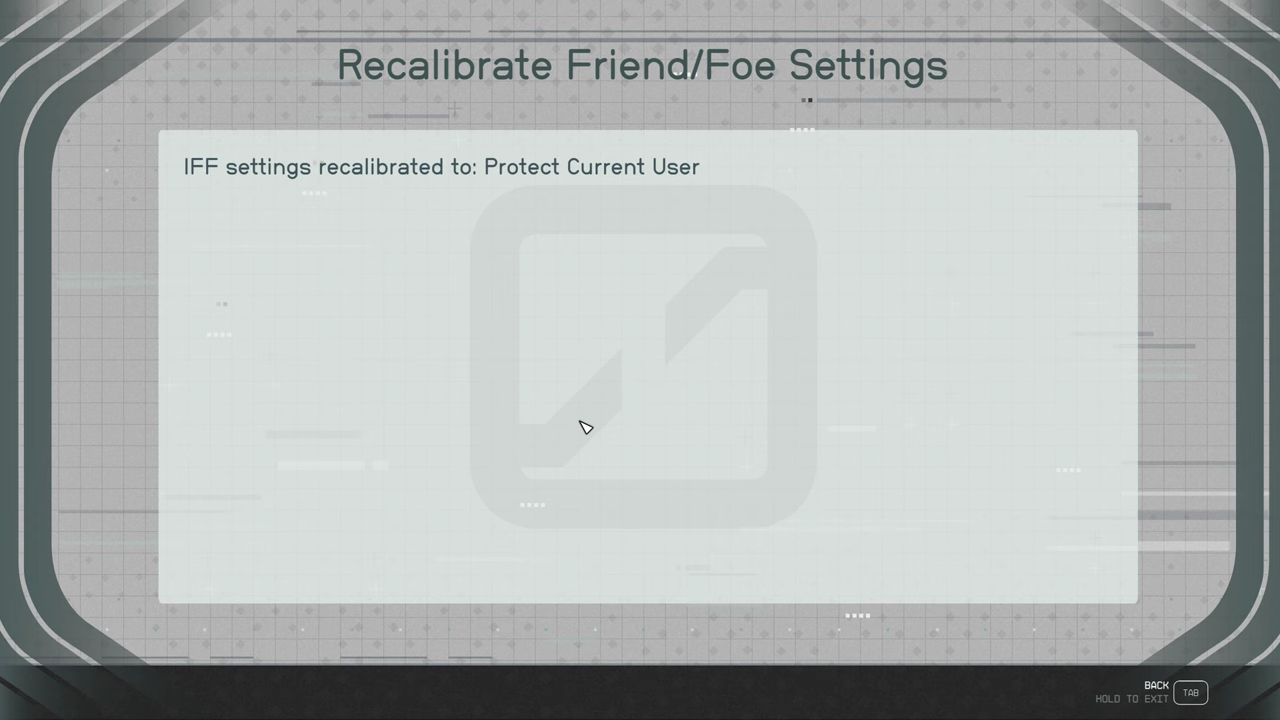 Recalibrate Friend/Foe Settings
IFF settings recalibrated to: Protect Current User
BACK
HOLD TO EXIT
TAB